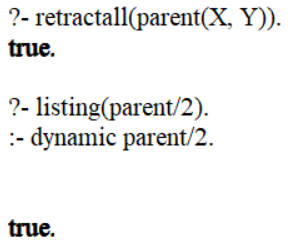 ?- retractall(parent(X, Y)).
true.
?- listing(parent/2).
:- dynamic parent/2.
true.